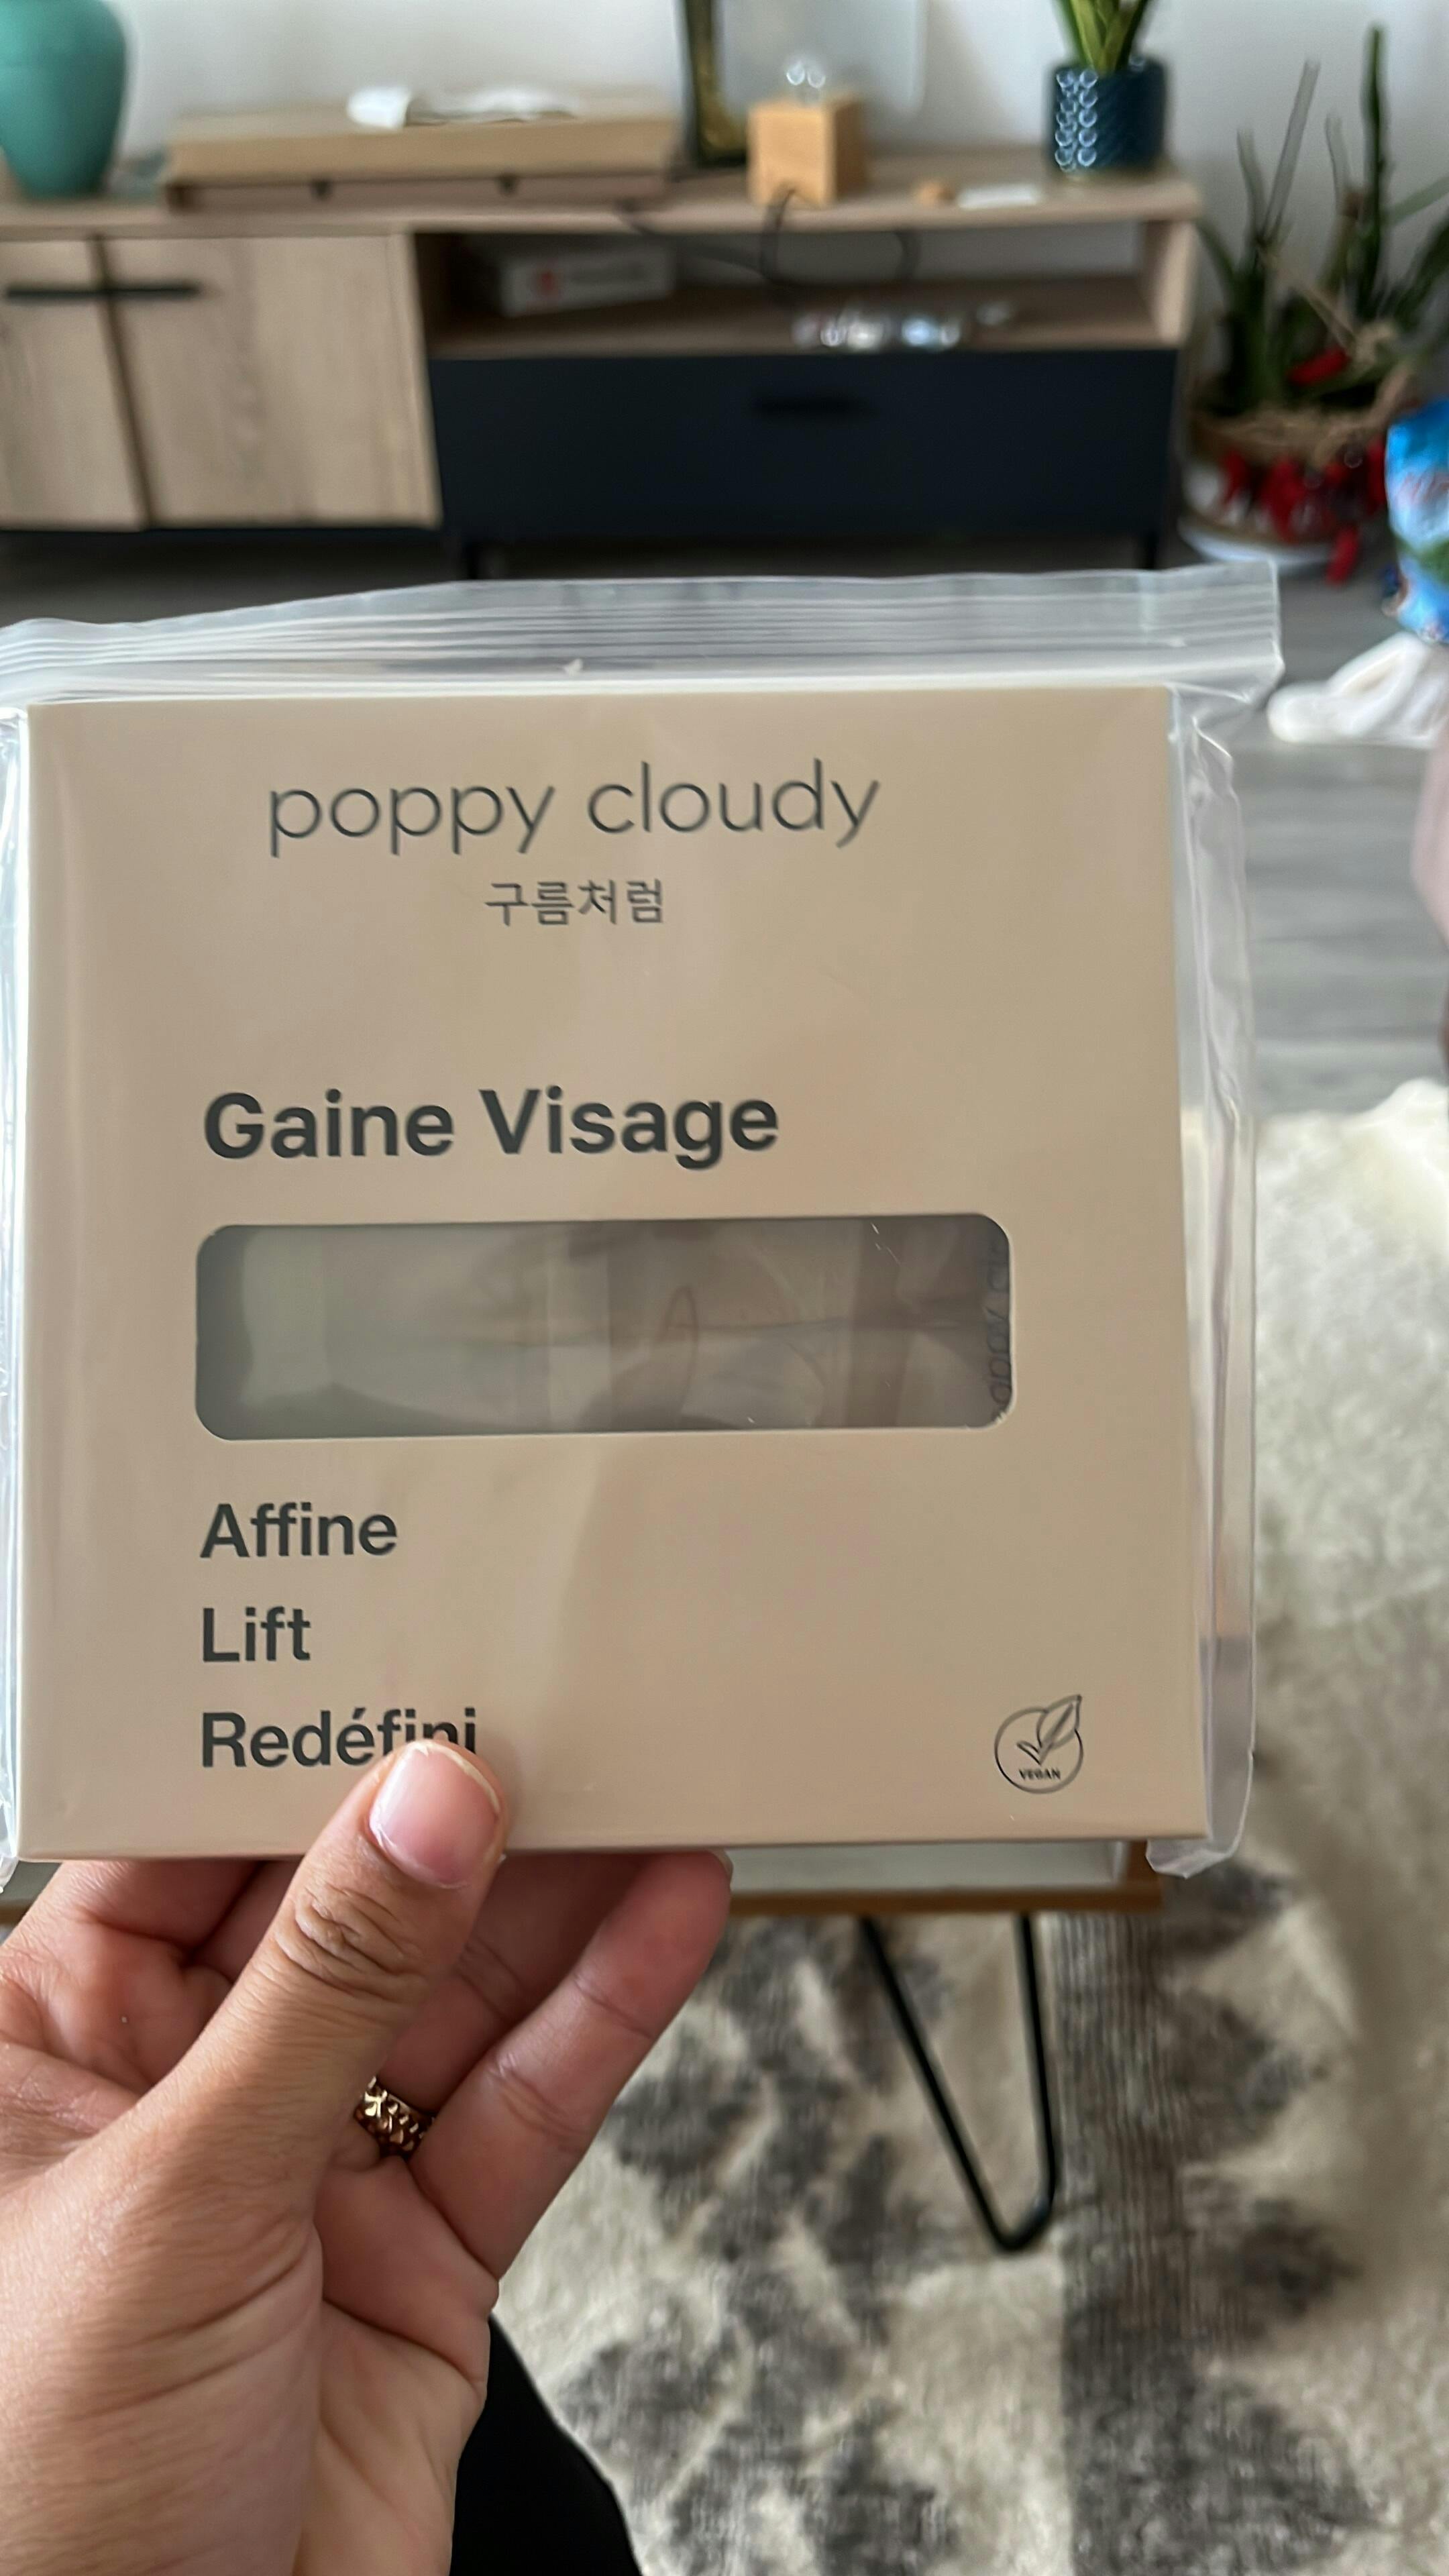 poppy cloudy
구름처럼
Gaine Visage
Affine
Lift
Redéfini
VEGAN